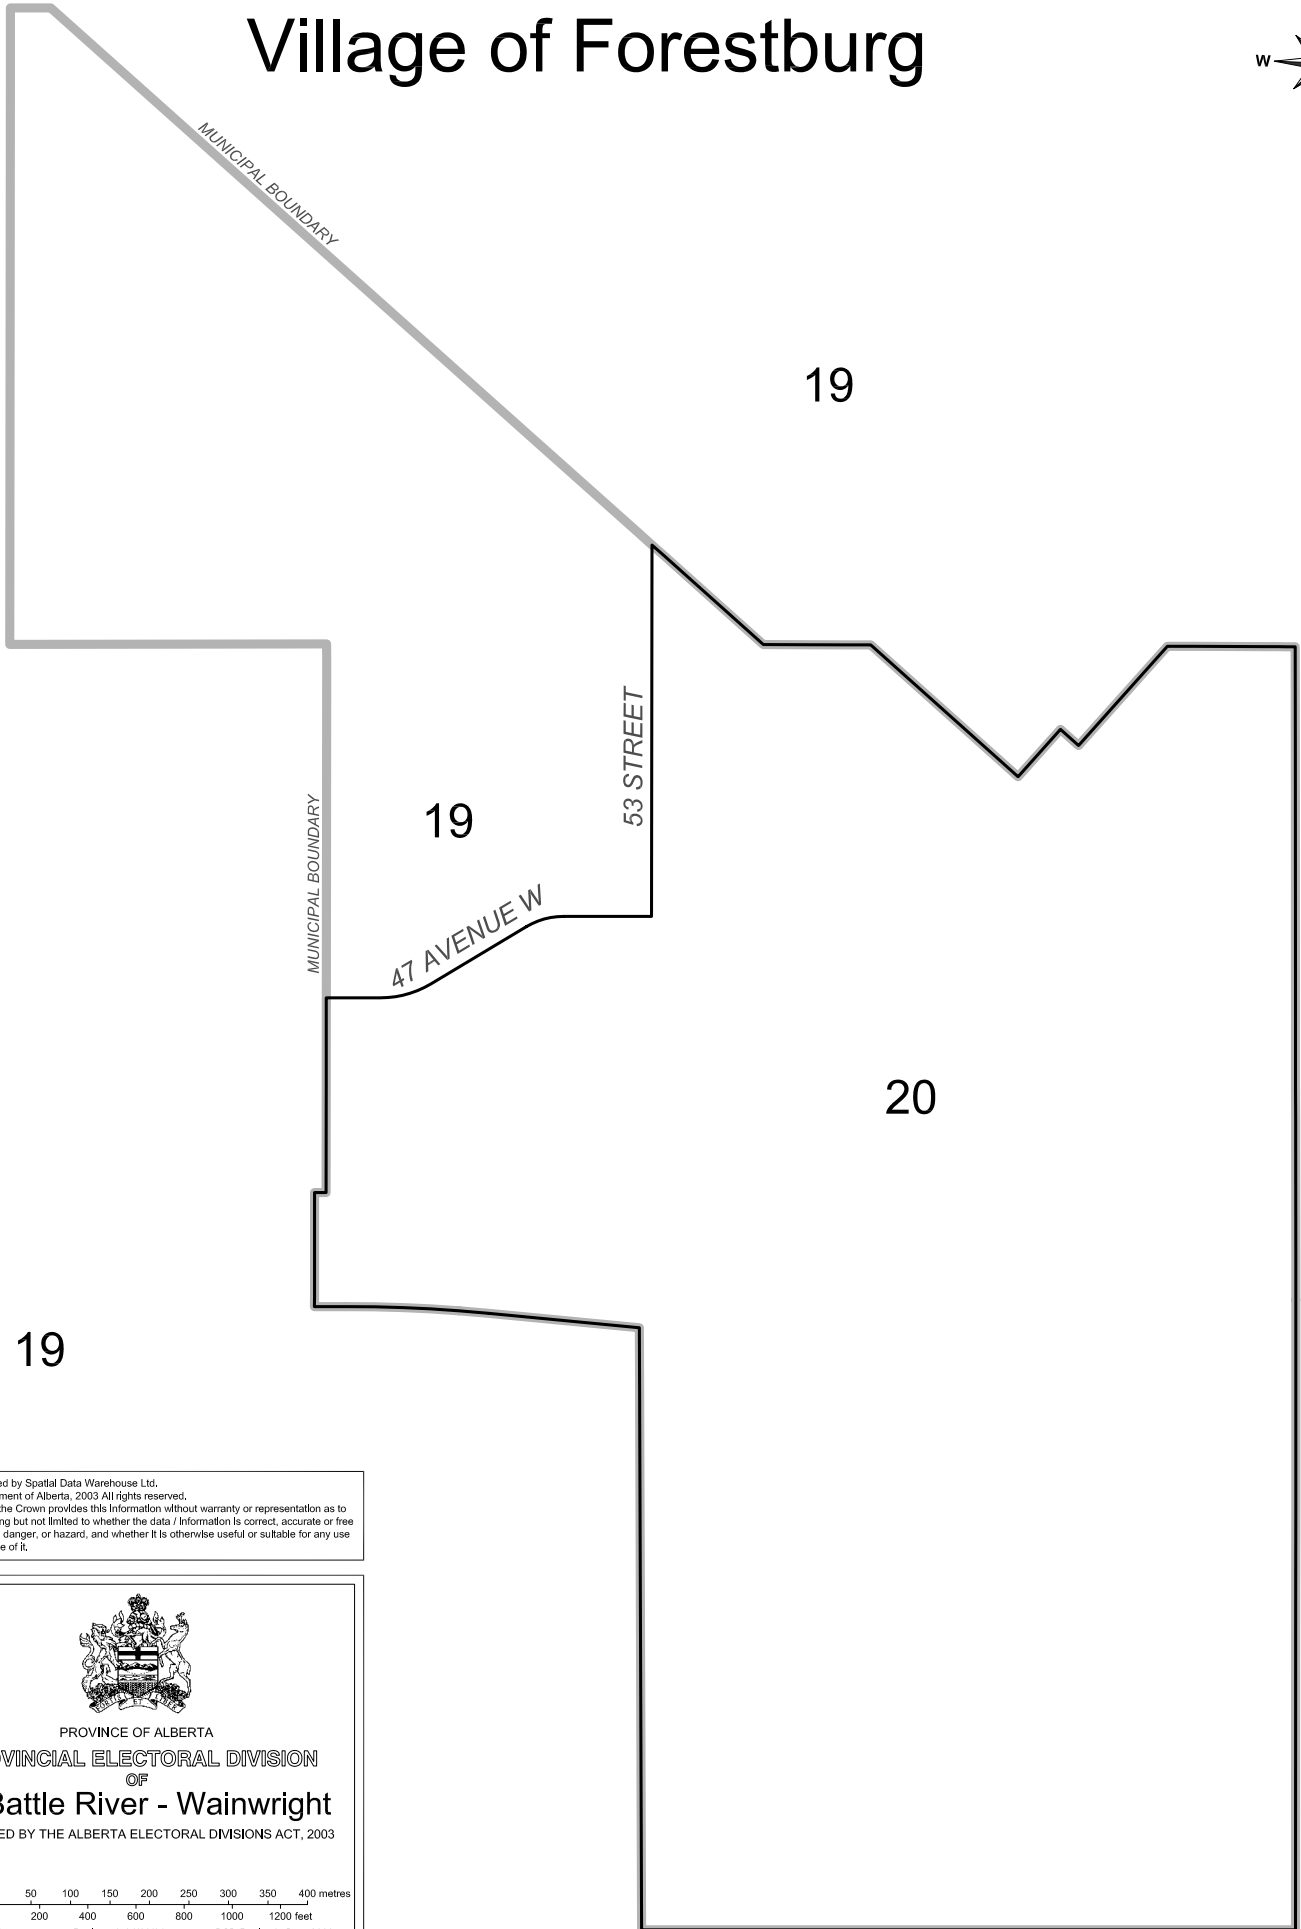 Village of Forestburg
W
MUNICIPAL BOUNDARY
19
53 STREET
MUNICIPAL BOUNDARY
19
47 AVENUE W
20
19
ed by Spatial Data Warehouse Ltd.
ment of Alberta, 2003 All rights reserved.
the Crown provides this information without warranty or representation as to
ng but not limited to whether the data / information is correct, accurate or free
danger, or hazard, and whether it is otherwise useful or suitable for any use
e of it.
FORTIS ET LIBER
PROVINCE OF ALBERTA
OVINCIAL ELECTORAL DIVISION
OF
Battle River - Wainwright
ED BY THE ALBERTA ELECTORAL DIVISIONS ACT, 2003
50 100 150 200 250 300 350 400 metres
200 400 600 800 1000 1200 feet